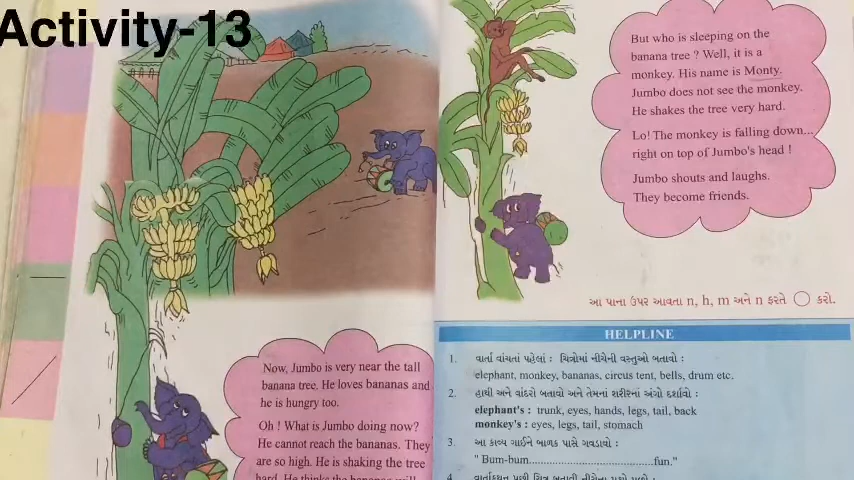 Activity-13
Now, Jumbo is very near the tall
banana tree. He loves bananas and
he is hungry too.
Oh ! What is Jumbo doing now?
He cannot reach the bananas. They
are so high. He is shaking the tree
hard. He thinks the bananas will
But who is sleeping on the
banana tree ? Well, it is a
monkey. His name is Monty.
Jumbo does not see the monkey.
He shakes the tree very hard.
Lo! The monkey is falling down...
right on top of Jumbo's head !
Jumbo shouts and laughs.
They become friends.
આ પાના ઉપર આવતા n, h, m અને n ફરતે ◯ કરો.
HELPLINE
1. વાર્તા વાંચતાં પહેલાં : ચિત્રોમાં નીચેની વસ્તુઓ બતાવો :
elephant, monkey, bananas, circus tent, bells, drum etc.
2. હાથી અને વાંદરો બતાવો અને તેમનાં શરીરનાં અંગો દર્શાવો :
elephant's : trunk, eyes, hands, legs, tail, back
monkey's : eyes, legs, tail, stomach
3. આ કાવ્ય ગાઈને બાળક પાસે ગવડાવો :
" Bum-bum..................................fun."
4.